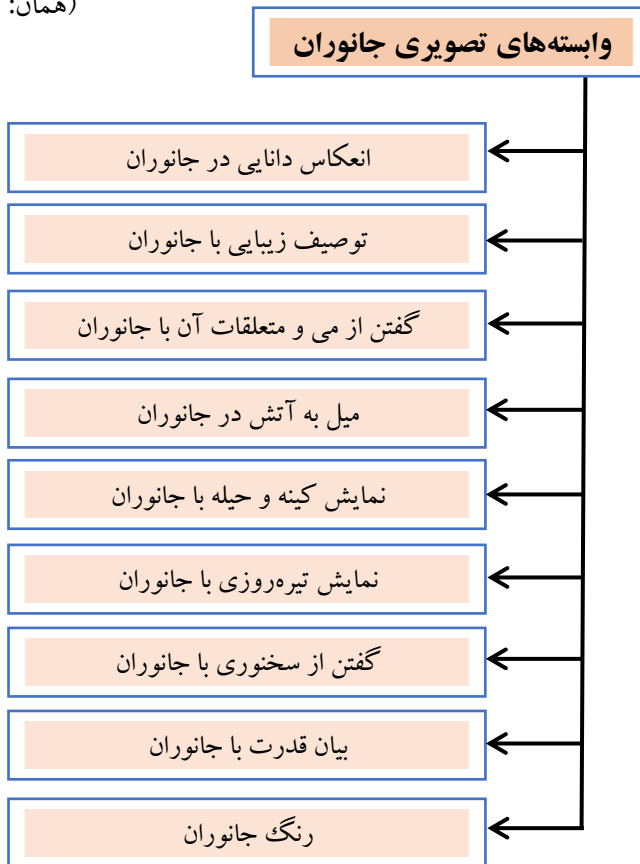 (همان:
وابسته‌های تصویری جانوران
انعکاس دانایی در جانوران
توصیف زیبایی با جانوران
گفتن از می و متعلقات آن با جانوران
میل به آتش در جانوران
نمایش کینه و حیله با جانوران
نمایش تیره‌روزی با جانوران
گفتن از سخنوری با جانوران
بیان قدرت با جانوران
رنگ جانوران